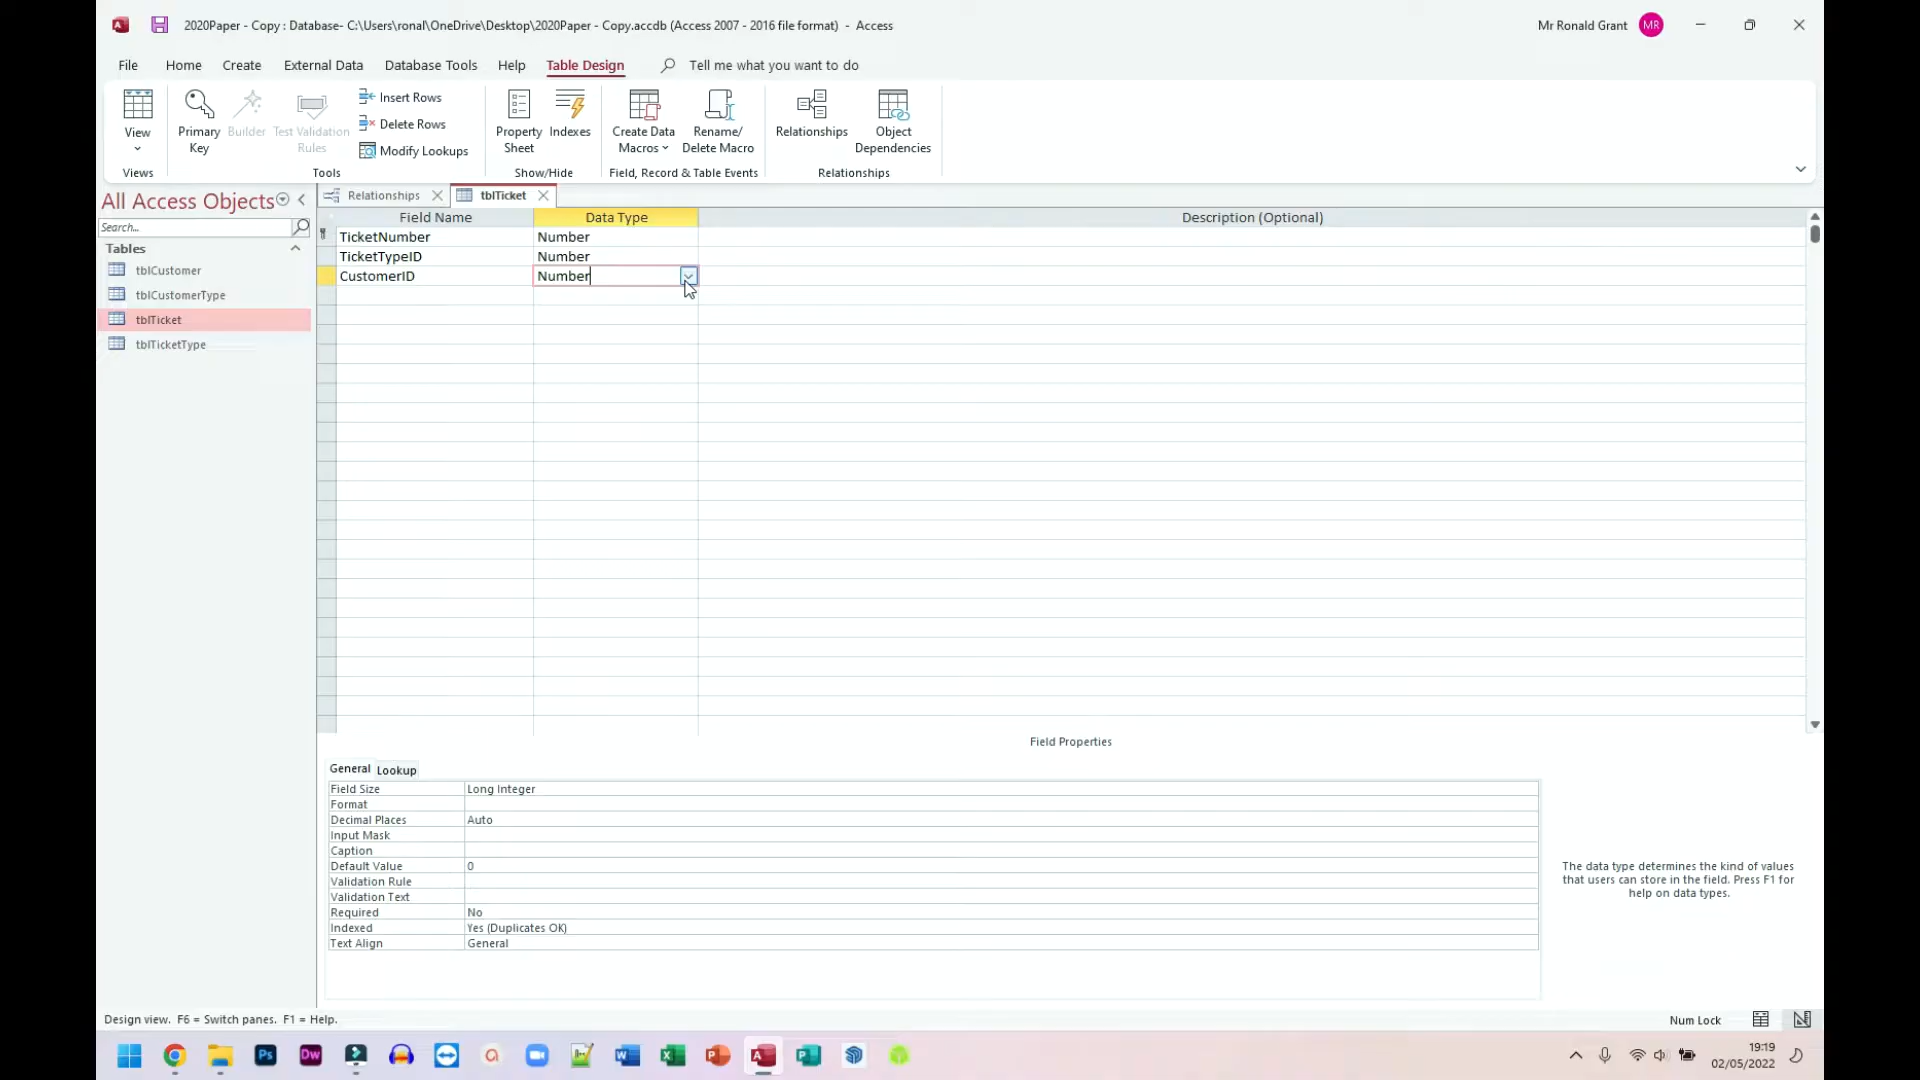 2020Paper - Copy : Database- C:\Users\ronal\OneDrive\Desktop\2020Paper - Copy.accdb (Access 2007 - 2016 file format) - Access
Mr Ronald Grant MR
File Home Create External Data Database Tools Help Table Design Tell me what you want to do
View
Primary Key
Builder
Test Validation Rules
Insert Rows
Delete Rows
Modify Lookups
Property Sheet
Indexes
Create Data Macros
Rename/ Delete Macro
Relationships
Object Dependencies
Views Tools Show/Hide Field, Record & Table Events Relationships
All Access Objects
Search...
Tables
tblCustomer
tblCustomerType
tblTicket
tblTicketType
Relationships tblTicket
Field Name Data Type Description (Optional)
TicketNumber Number
TicketTypeID Number
CustomerID Number
Field Properties
General Lookup
Field Size Long Integer
Format
Decimal Places Auto
Input Mask
Caption
Default Value 0
Validation Rule
Validation Text
Required No
Indexed Yes (Duplicates OK)
Text Align General
The data type determines the kind of values
that users can store in the field. Press F1 for
help on data types.
Design view. F6 = Switch panes. F1 = Help.
Num Lock
Ps Dw
19:19
02/05/2022